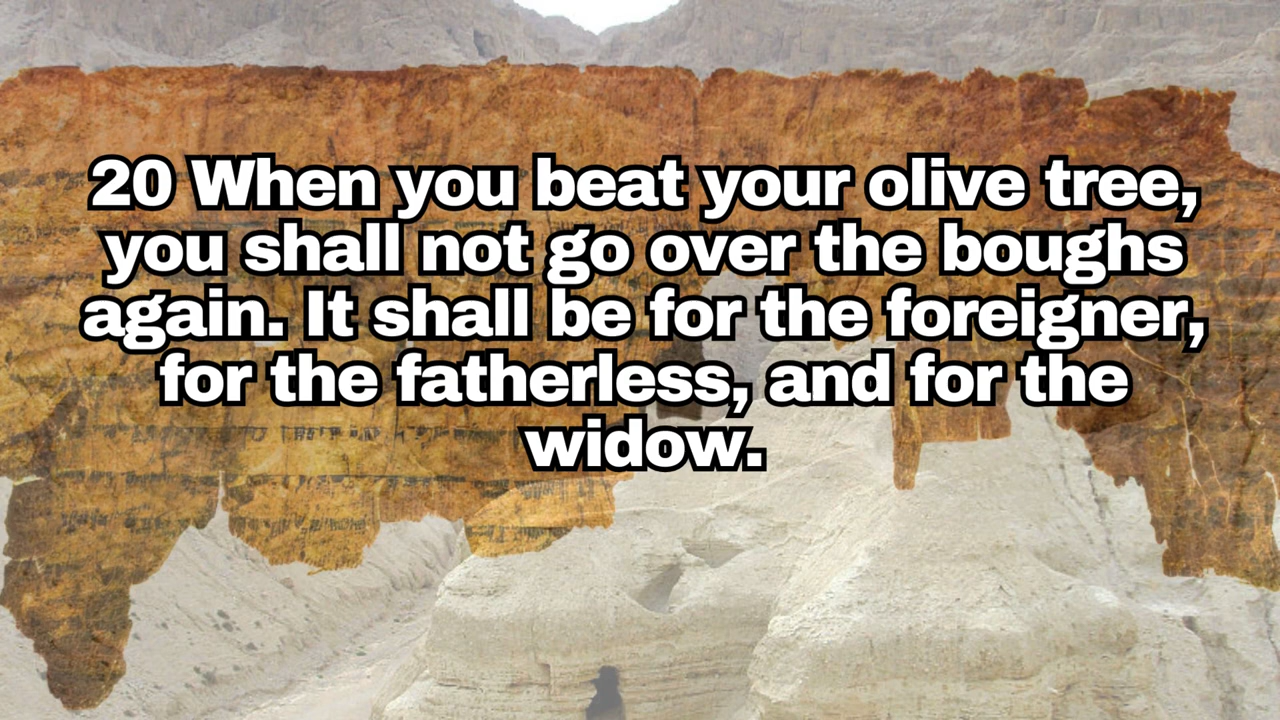 20 When you beat your olive tree,
you shall not go over the boughs
again. It shall be for the foreigner,
for the fatherless, and for the
widow.